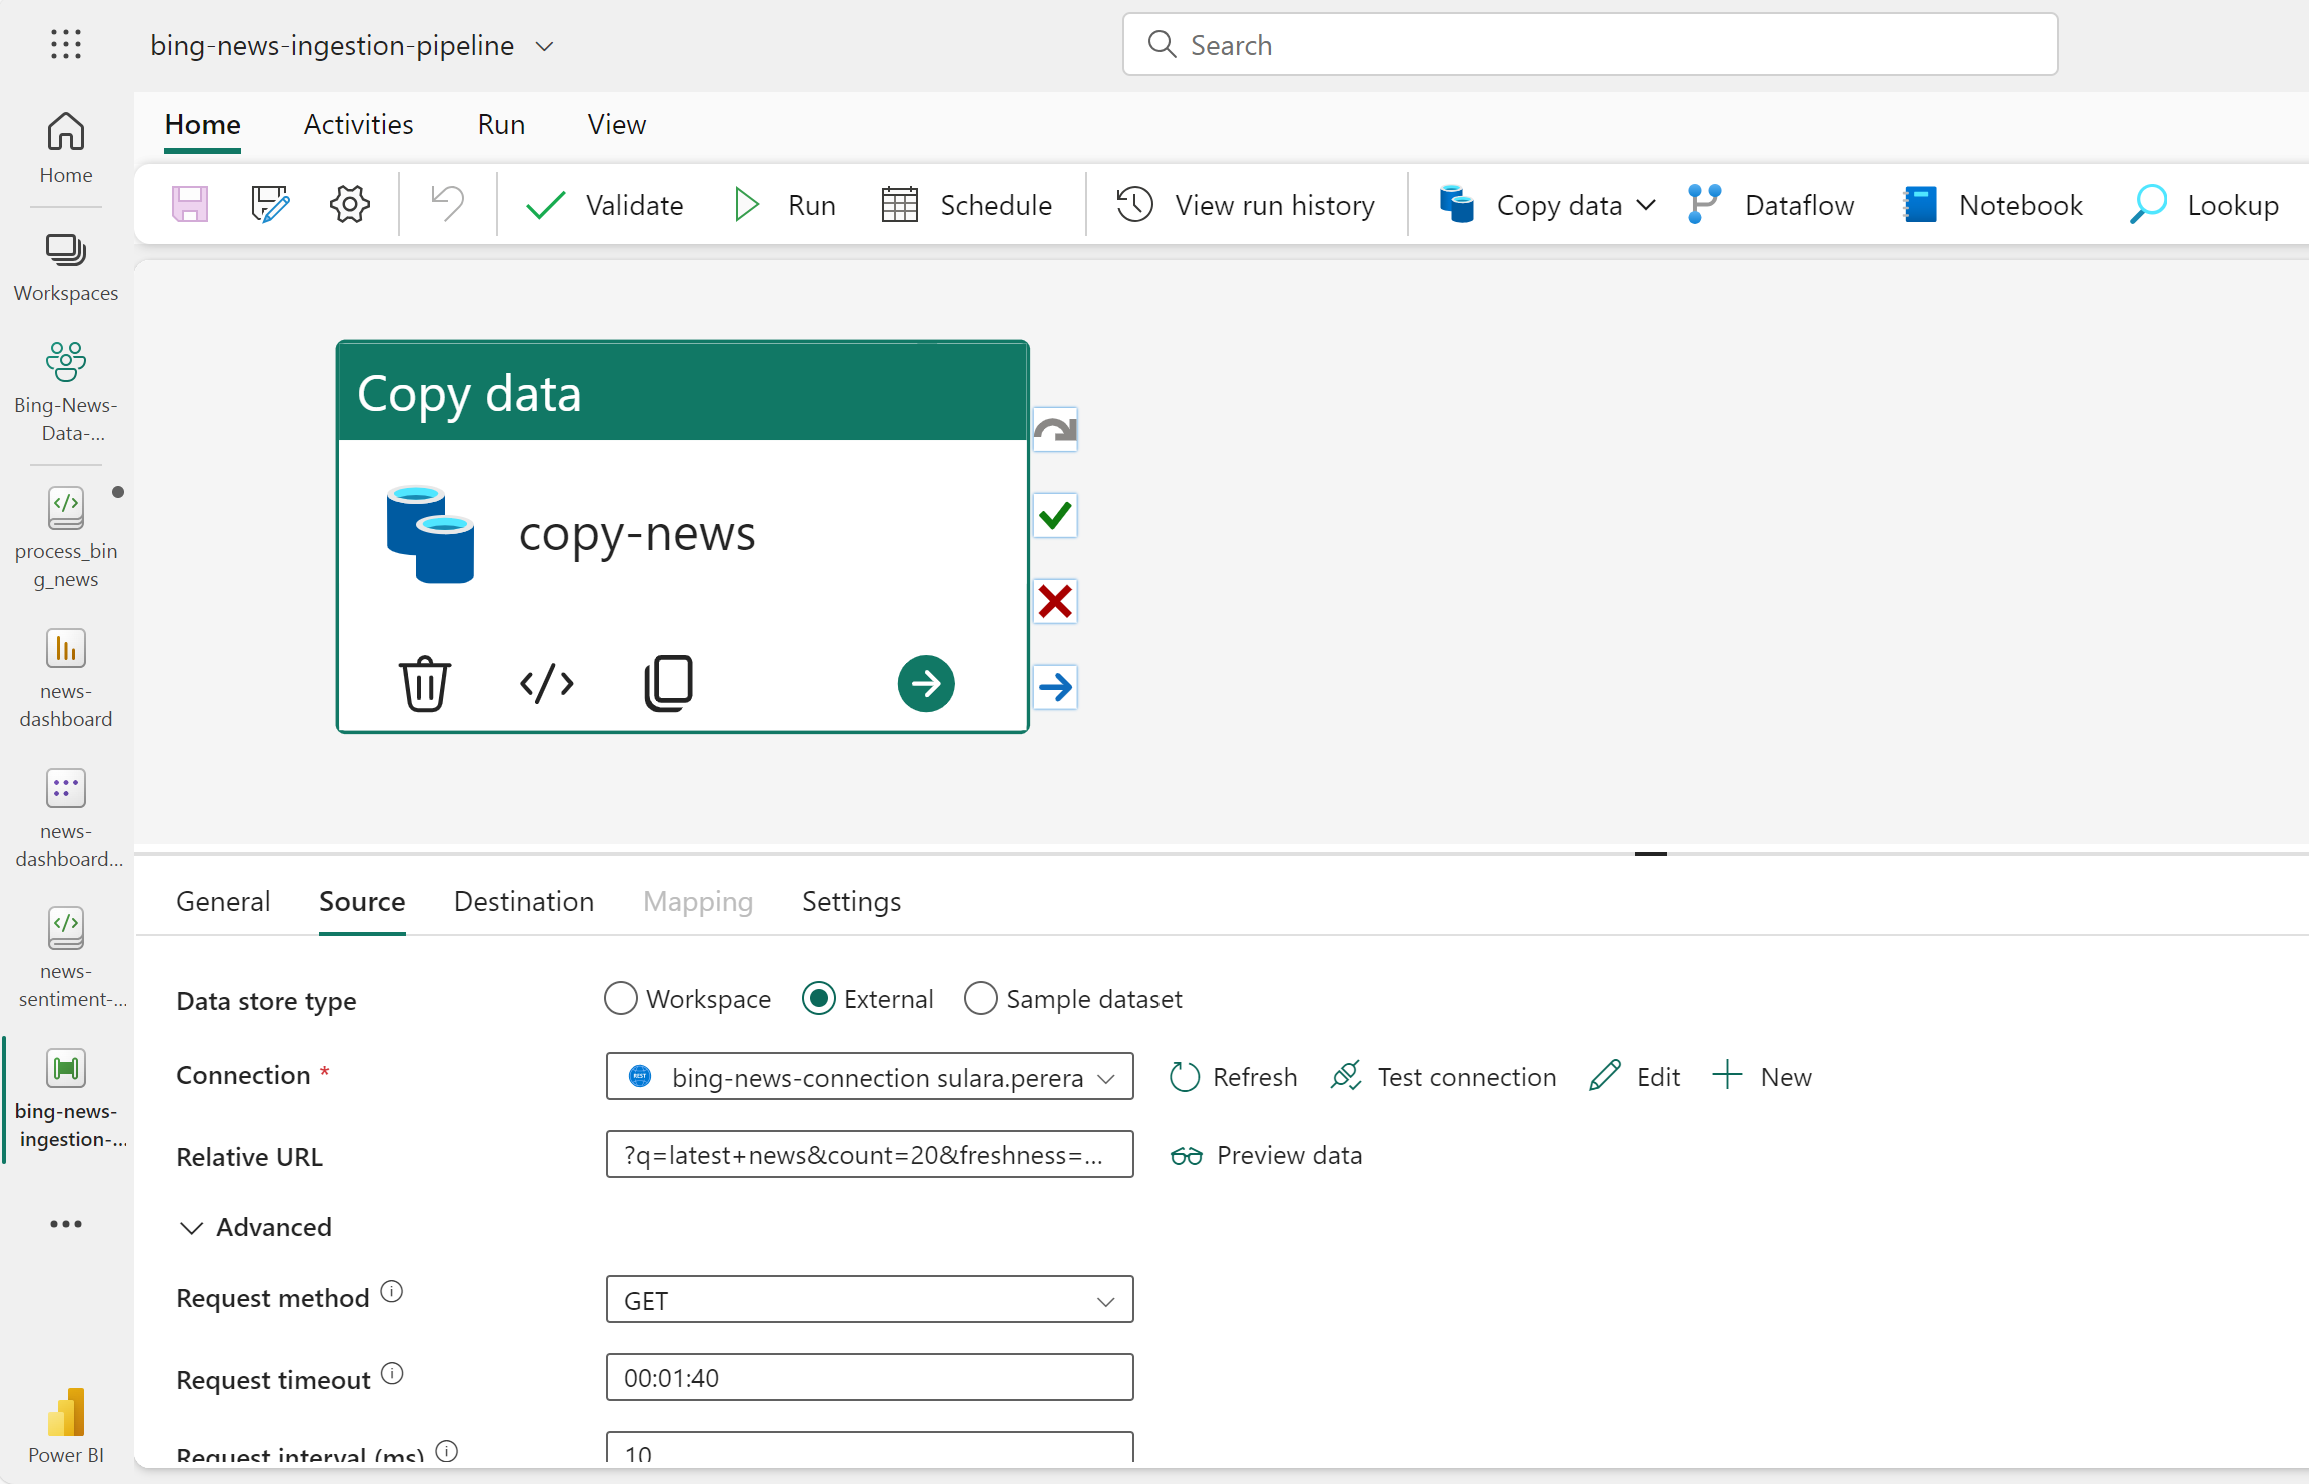 bing-news-ingestion-pipeline
Search
Home
Activities
Run
View
Validate
Run
Schedule
View run history
Copy data
Dataflow
Notebook
Lookup
Home
Workspaces
Bing-News-
Data-...
process_bin
g_news
news-
dashboard
news-
dashboard...
news-
sentiment-...
bing-news-
ingestion-...
Power BI
Copy data
copy-news
General
Source
Destination
Mapping
Settings
Data store type
Workspace
External
Sample dataset
Connection *
REST
bing-news-connection sulara.perera
Refresh
Test connection
Edit
New
Relative URL
?q=latest+news&count=20&freshness=...
Preview data
Advanced
Request method
GET
Request timeout
00:01:40
Request interval (ms)
10